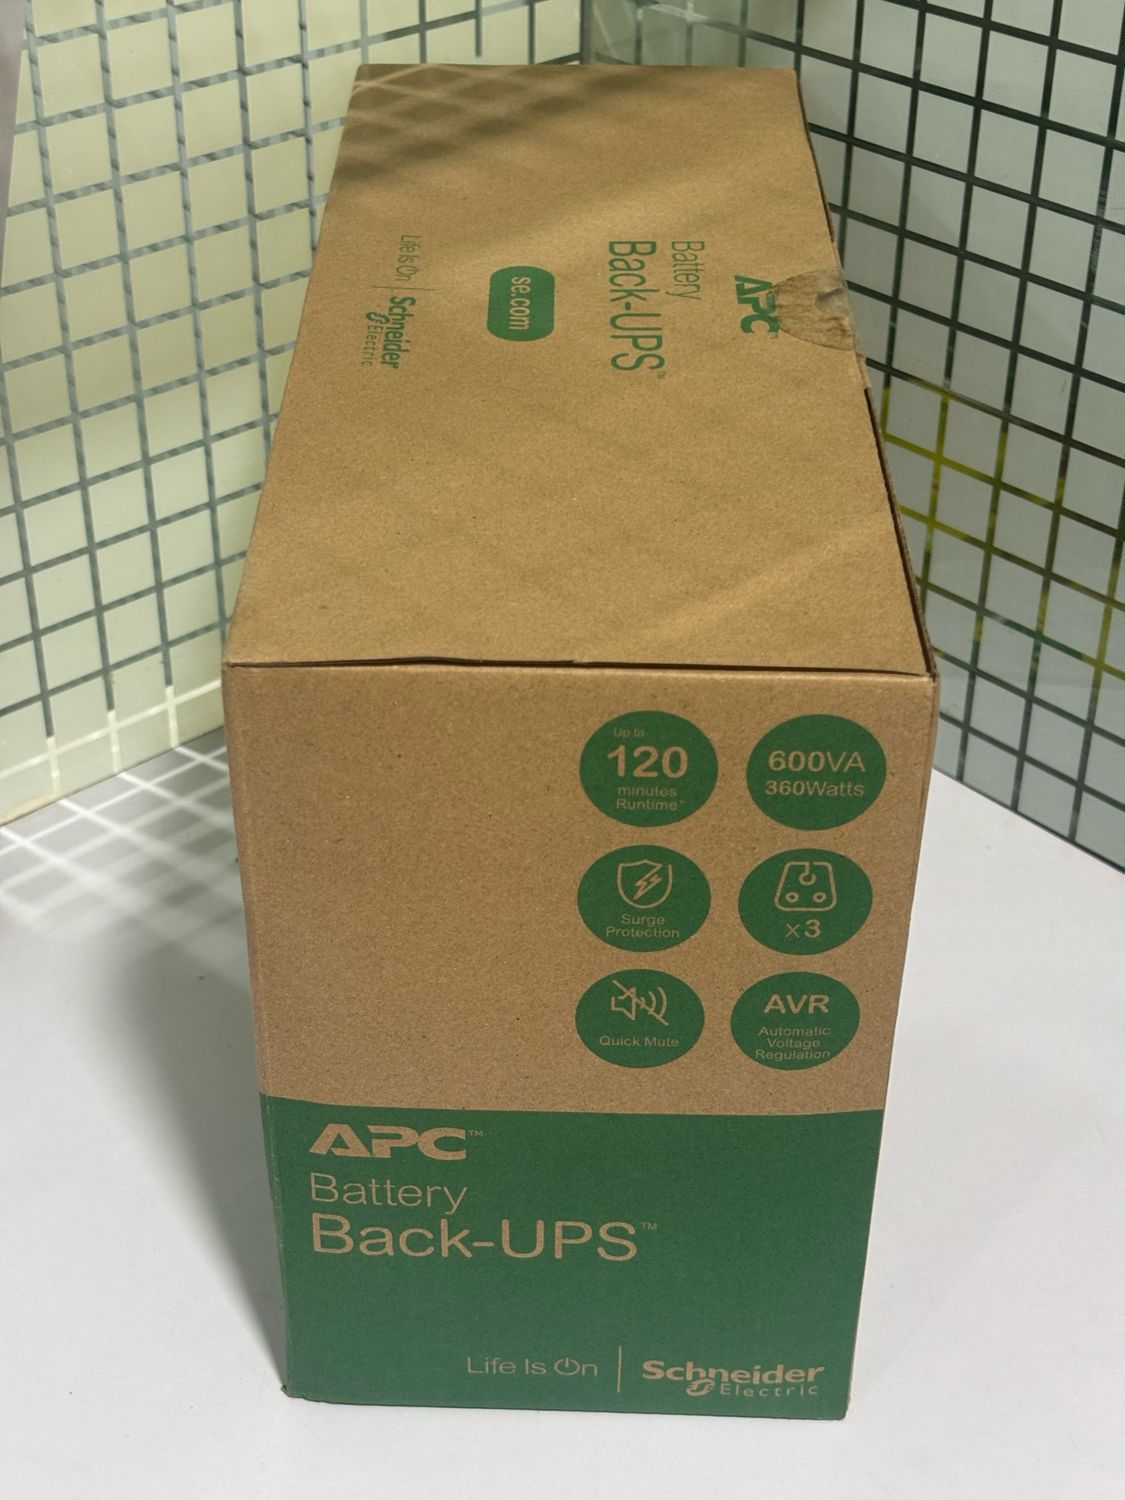 APC
Battery
Back-UPS™
se.com
Life Is On | Schneider
Electric
Up to
120
minutes
Runtime*
600VA
360Watts
Surge
Protection
x3
Quick Mute
AVR
Automatic
Voltage
Regulation
APC™
Battery
Back-UPS™
Life Is On | Schneider
Electric